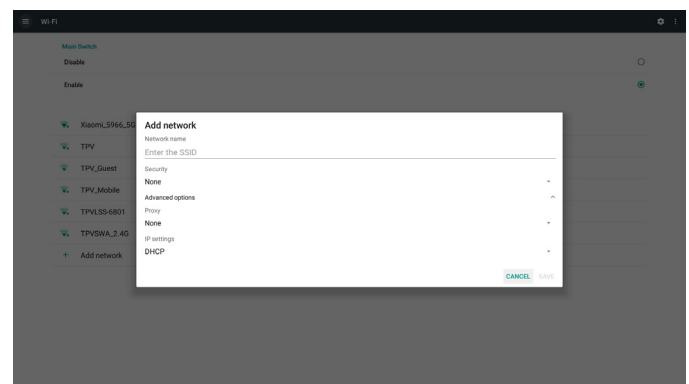 Wi-Fi
Main Switch
Disable
Enable
Xiaomi_5966_5G
TPV
TPV_Guest
TPV_Mobile
TPVLSS-6801
TPVSWA_2.4G
+ Add network
Add network
Network name
Enter the SSID
Security
None
Advanced options
Proxy
None
IP settings
DHCP
CANCEL SAVE